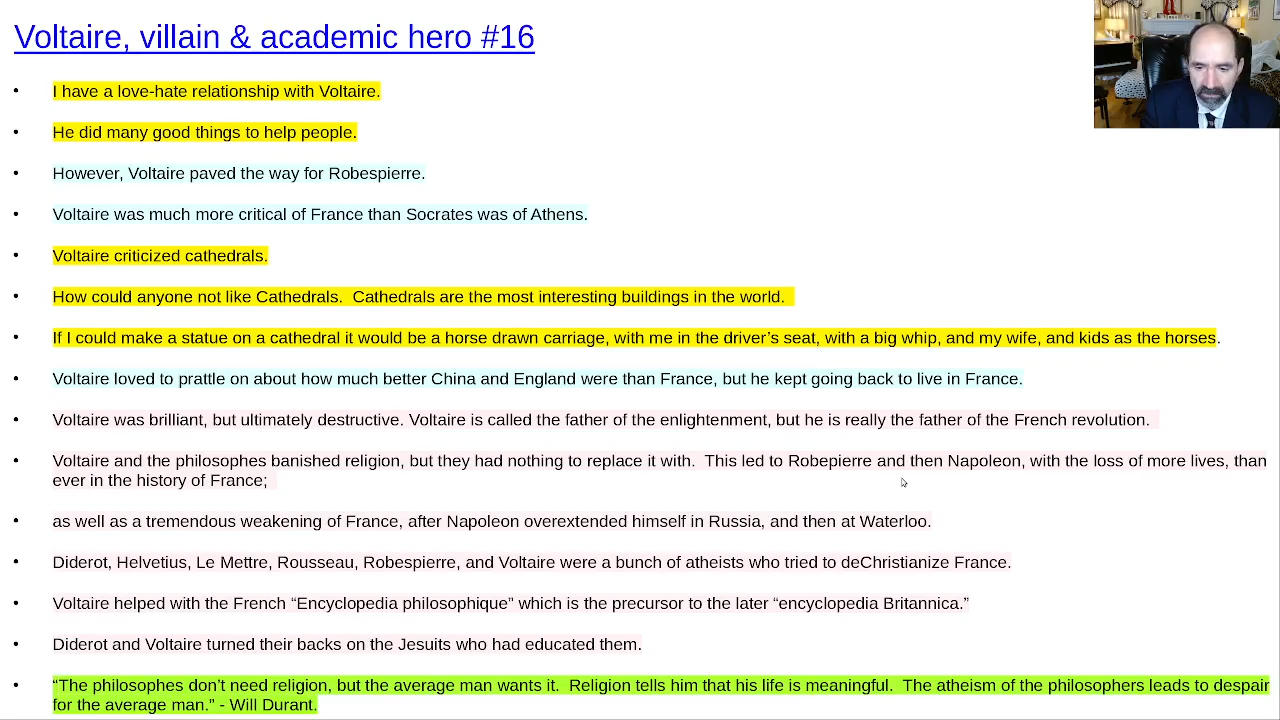 Voltaire, villain & academic hero #16
• I have a love-hate relationship with Voltaire.
• He did many good things to help people.
• However, Voltaire paved the way for Robespierre.
• Voltaire was much more critical of France than Socrates was of Athens.
• Voltaire criticized cathedrals.
• How could anyone not like Cathedrals.  Cathedrals are the most interesting buildings in the world.
• If I could make a statue on a cathedral it would be a horse drawn carriage, with me in the driver’s seat, with a big whip, and my wife, and kids as the horses.
• Voltaire loved to prattle on about how much better China and England were than France, but he kept going back to live in France.
• Voltaire was brilliant, but ultimately destructive. Voltaire is called the father of the enlightenment, but he is really the father of the French revolution.
• Voltaire and the philosophes banished religion, but they had nothing to replace it with.  This led to Robepierre and then Napoleon, with the loss of more lives, than
ever in the history of France;
• as well as a tremendous weakening of France, after Napoleon overextended himself in Russia, and then at Waterloo.
• Diderot, Helvetius, Le Mettre, Rousseau, Robespierre, and Voltaire were a bunch of atheists who tried to deChristianize France.
• Voltaire helped with the French “Encyclopedia philosophique” which is the precursor to the later “encyclopedia Britannica.”
• Diderot and Voltaire turned their backs on the Jesuits who had educated them.
• “The philosophes don’t need religion, but the average man wants it.  Religion tells him that his life is meaningful.  The atheism of the philosophers leads to despair
for the average man.” - Will Durant.